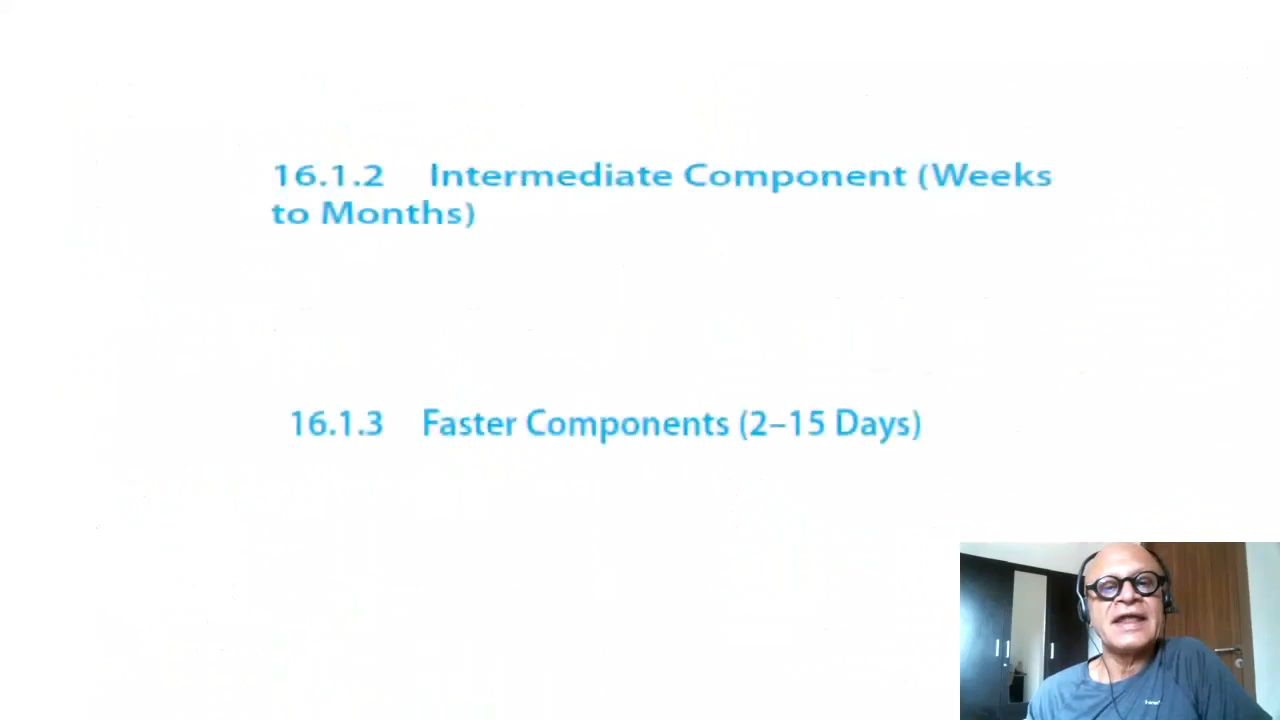 16.1.2 Intermediate Component (Weeks
to Months)
16.1.3 Faster Components (2–15 Days)